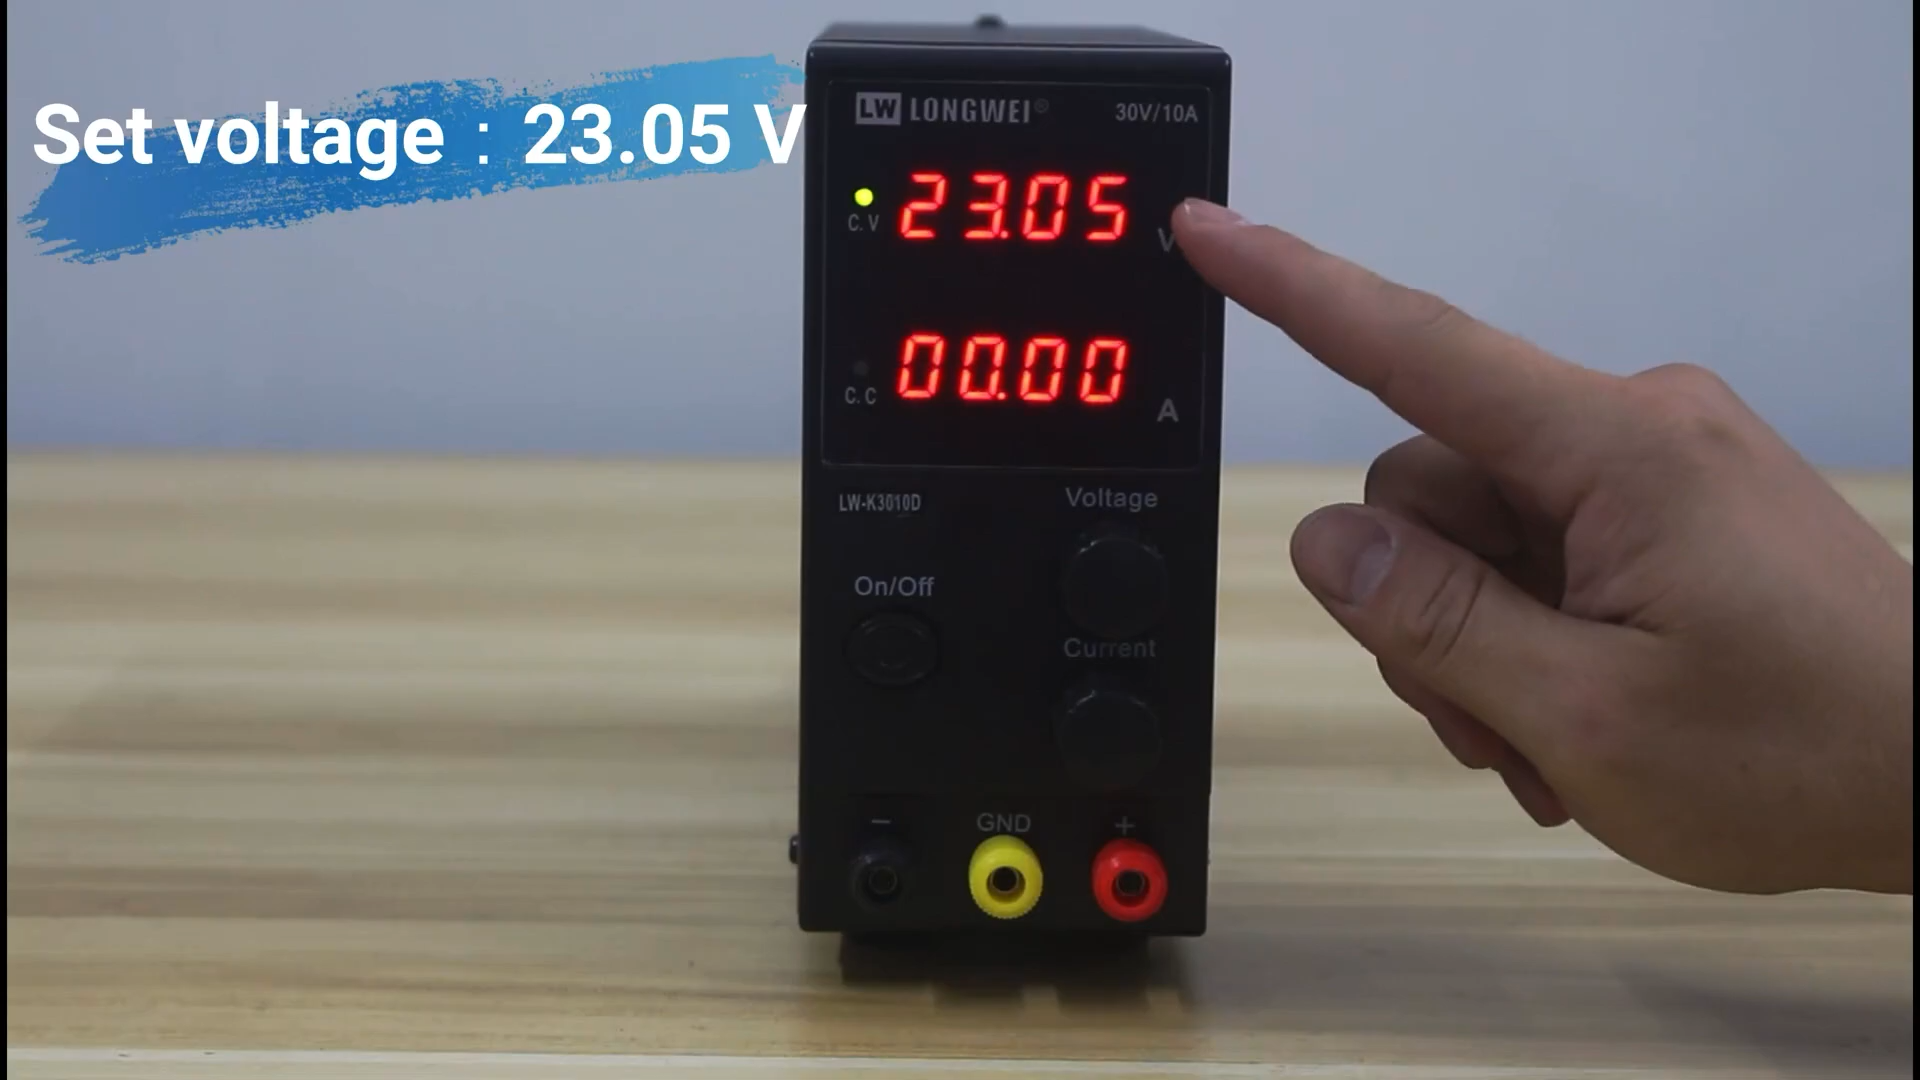 Set voltage : 23.05 V
LW LONGWEI® 30V/10A
23.05 V
C.V
00.00 A
C.C
LW-K3010D
Voltage
On/Off
Current
− GND +